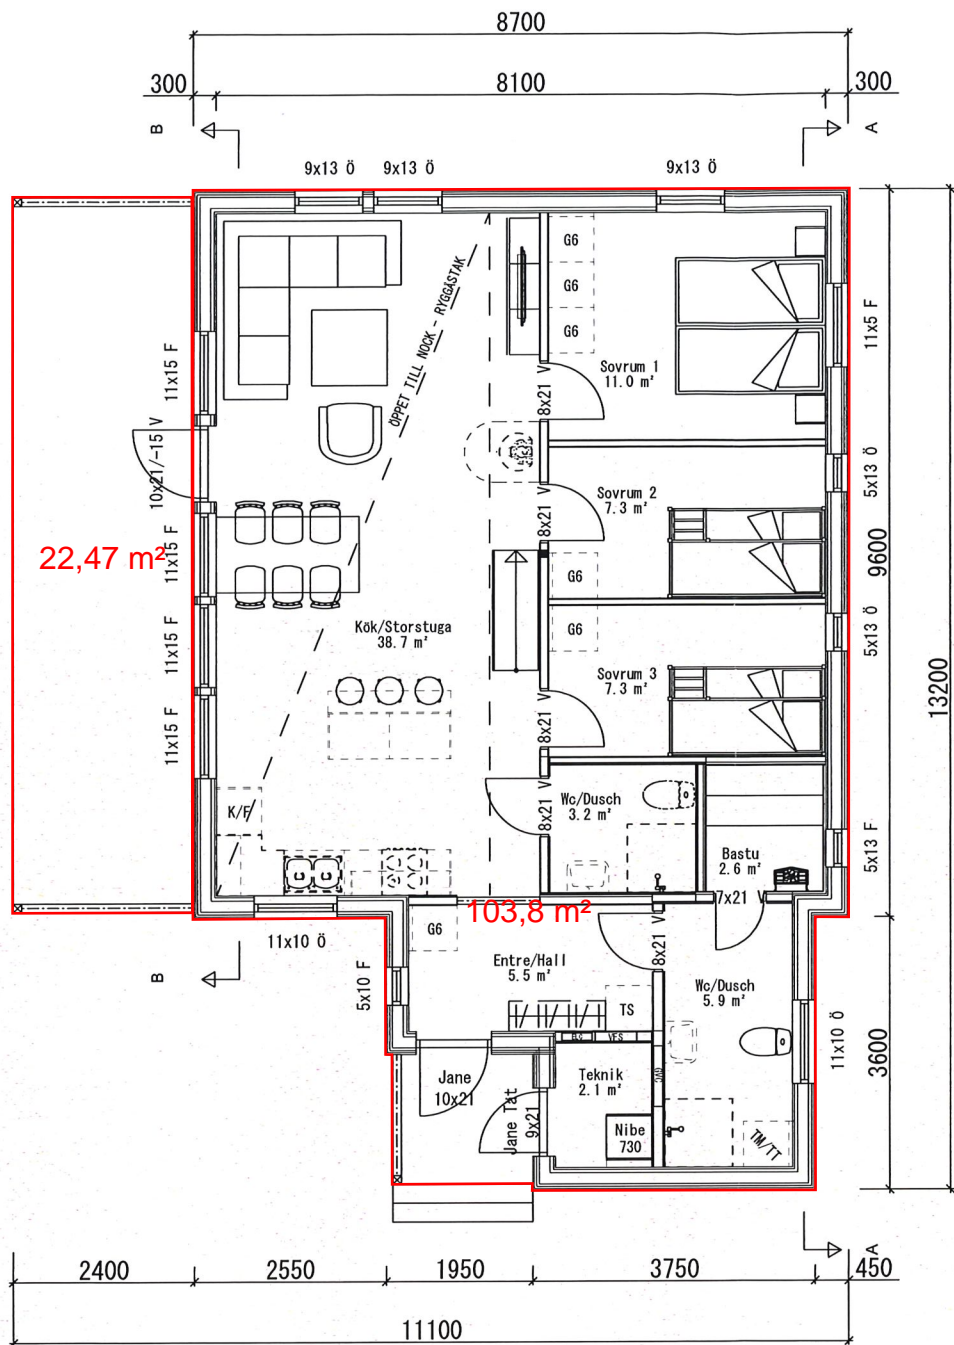 8700
300
8100
300
B
A
9x13 Ö
9x13 Ö
9x13 Ö
G6
G6
G6
ÖPPET TILL NOCK - RYGGÅSTAK
11x15 F
11x5 F
Sovrum 1
11.0 m²
8x21 V
10x21/-15 V
5x13 Ö
Sovrum 2
7.3 m²
8x21 V
22,47 m²
11x15 F
9600
G6
G6
Kök/Storstuga
38.7 m²
11x15 F
5x13 Ö
Sovrum 3
7.3 m²
13200
11x15 F
8x21 V
K/F
8x21 V
Wc/Dusch
3.2 m²
Bastu
2.6 m²
5x13 F
7x21 V
103,8 m²
G6
11x10 Ö
Entre/Hall
5.5 m²
8x21 V
B
5x10 F
Wc/Dusch
5.9 m²
TS
ELC
VFS
GVC
11x10 Ö
3600
Jane
10x21
Jane Tät
9x21
Teknik
2.1 m²
Nibe
730
TM/TT
A
2400
2550
1950
3750
450
11100